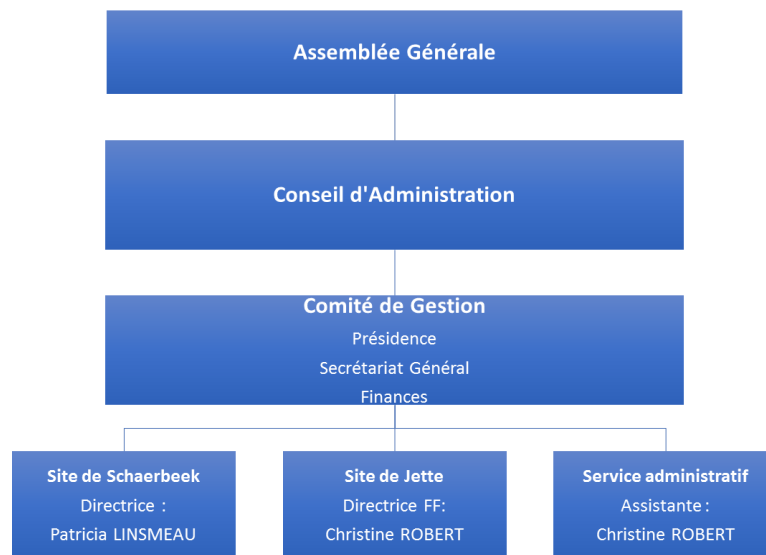 Assemblée Générale
Conseil d'Administration
Comité de Gestion
Présidence
Secrétariat Général
Finances
Site de Schaerbeek
Directrice :
Patricia LINSMEAU
Site de Jette
Directrice FF:
Christine ROBERT
Service administratif
Assistante :
Christine ROBERT